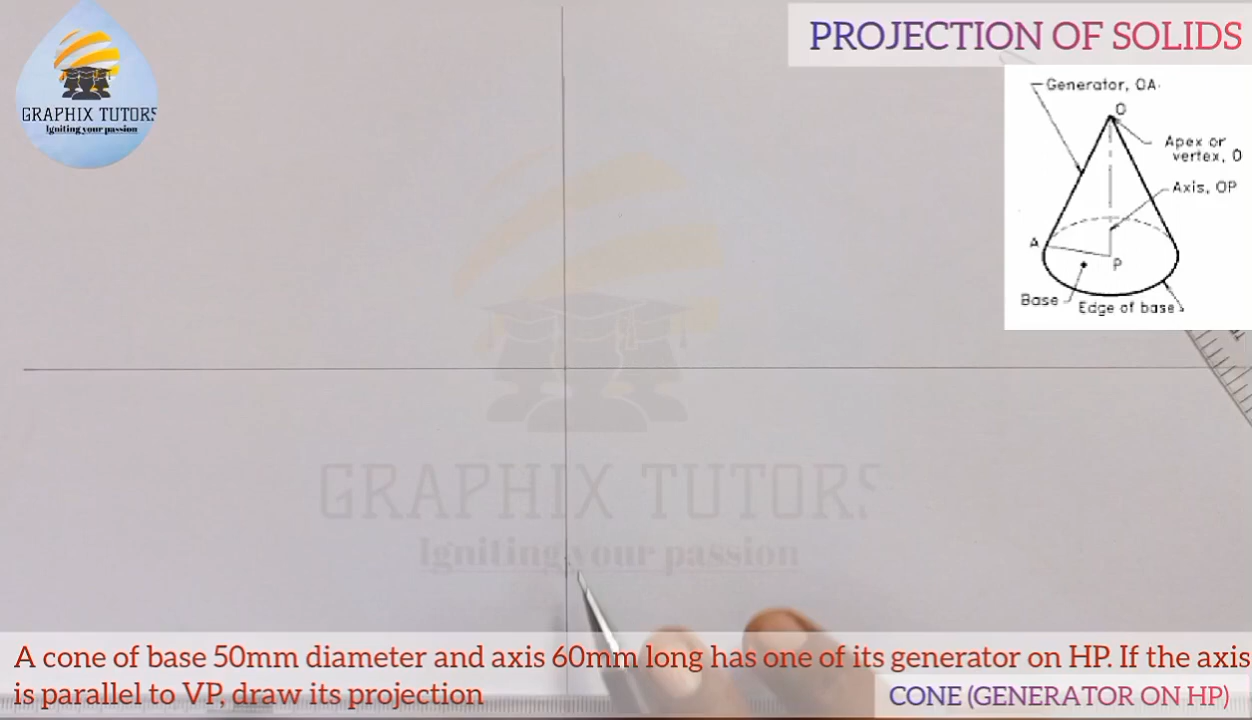 PROJECTION OF SOLIDS
GRAPHIX TUTORS
Igniting your passion
Generator, OA
O
Apex or
vertex, O
Axis, OP
A
P
Base
Edge of base
GRAPHIX TUTORS
Igniting your passion
A cone of base 50mm diameter and axis 60mm long has one of its generator on HP. If the axis
is parallel to VP, draw its projection
CONE (GENERATOR ON HP)